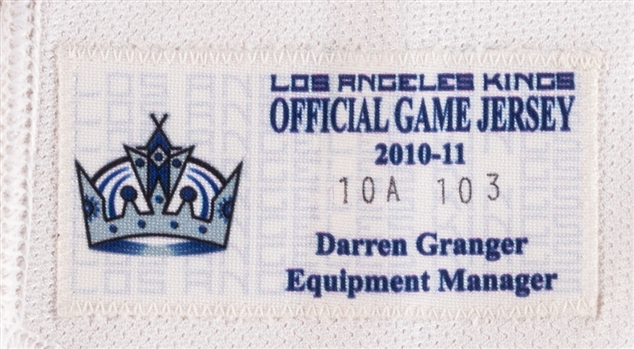 LOS ANGELES KINGS
OFFICIAL GAME JERSEY
2010-11
10A 103
Darren Granger
Equipment Manager